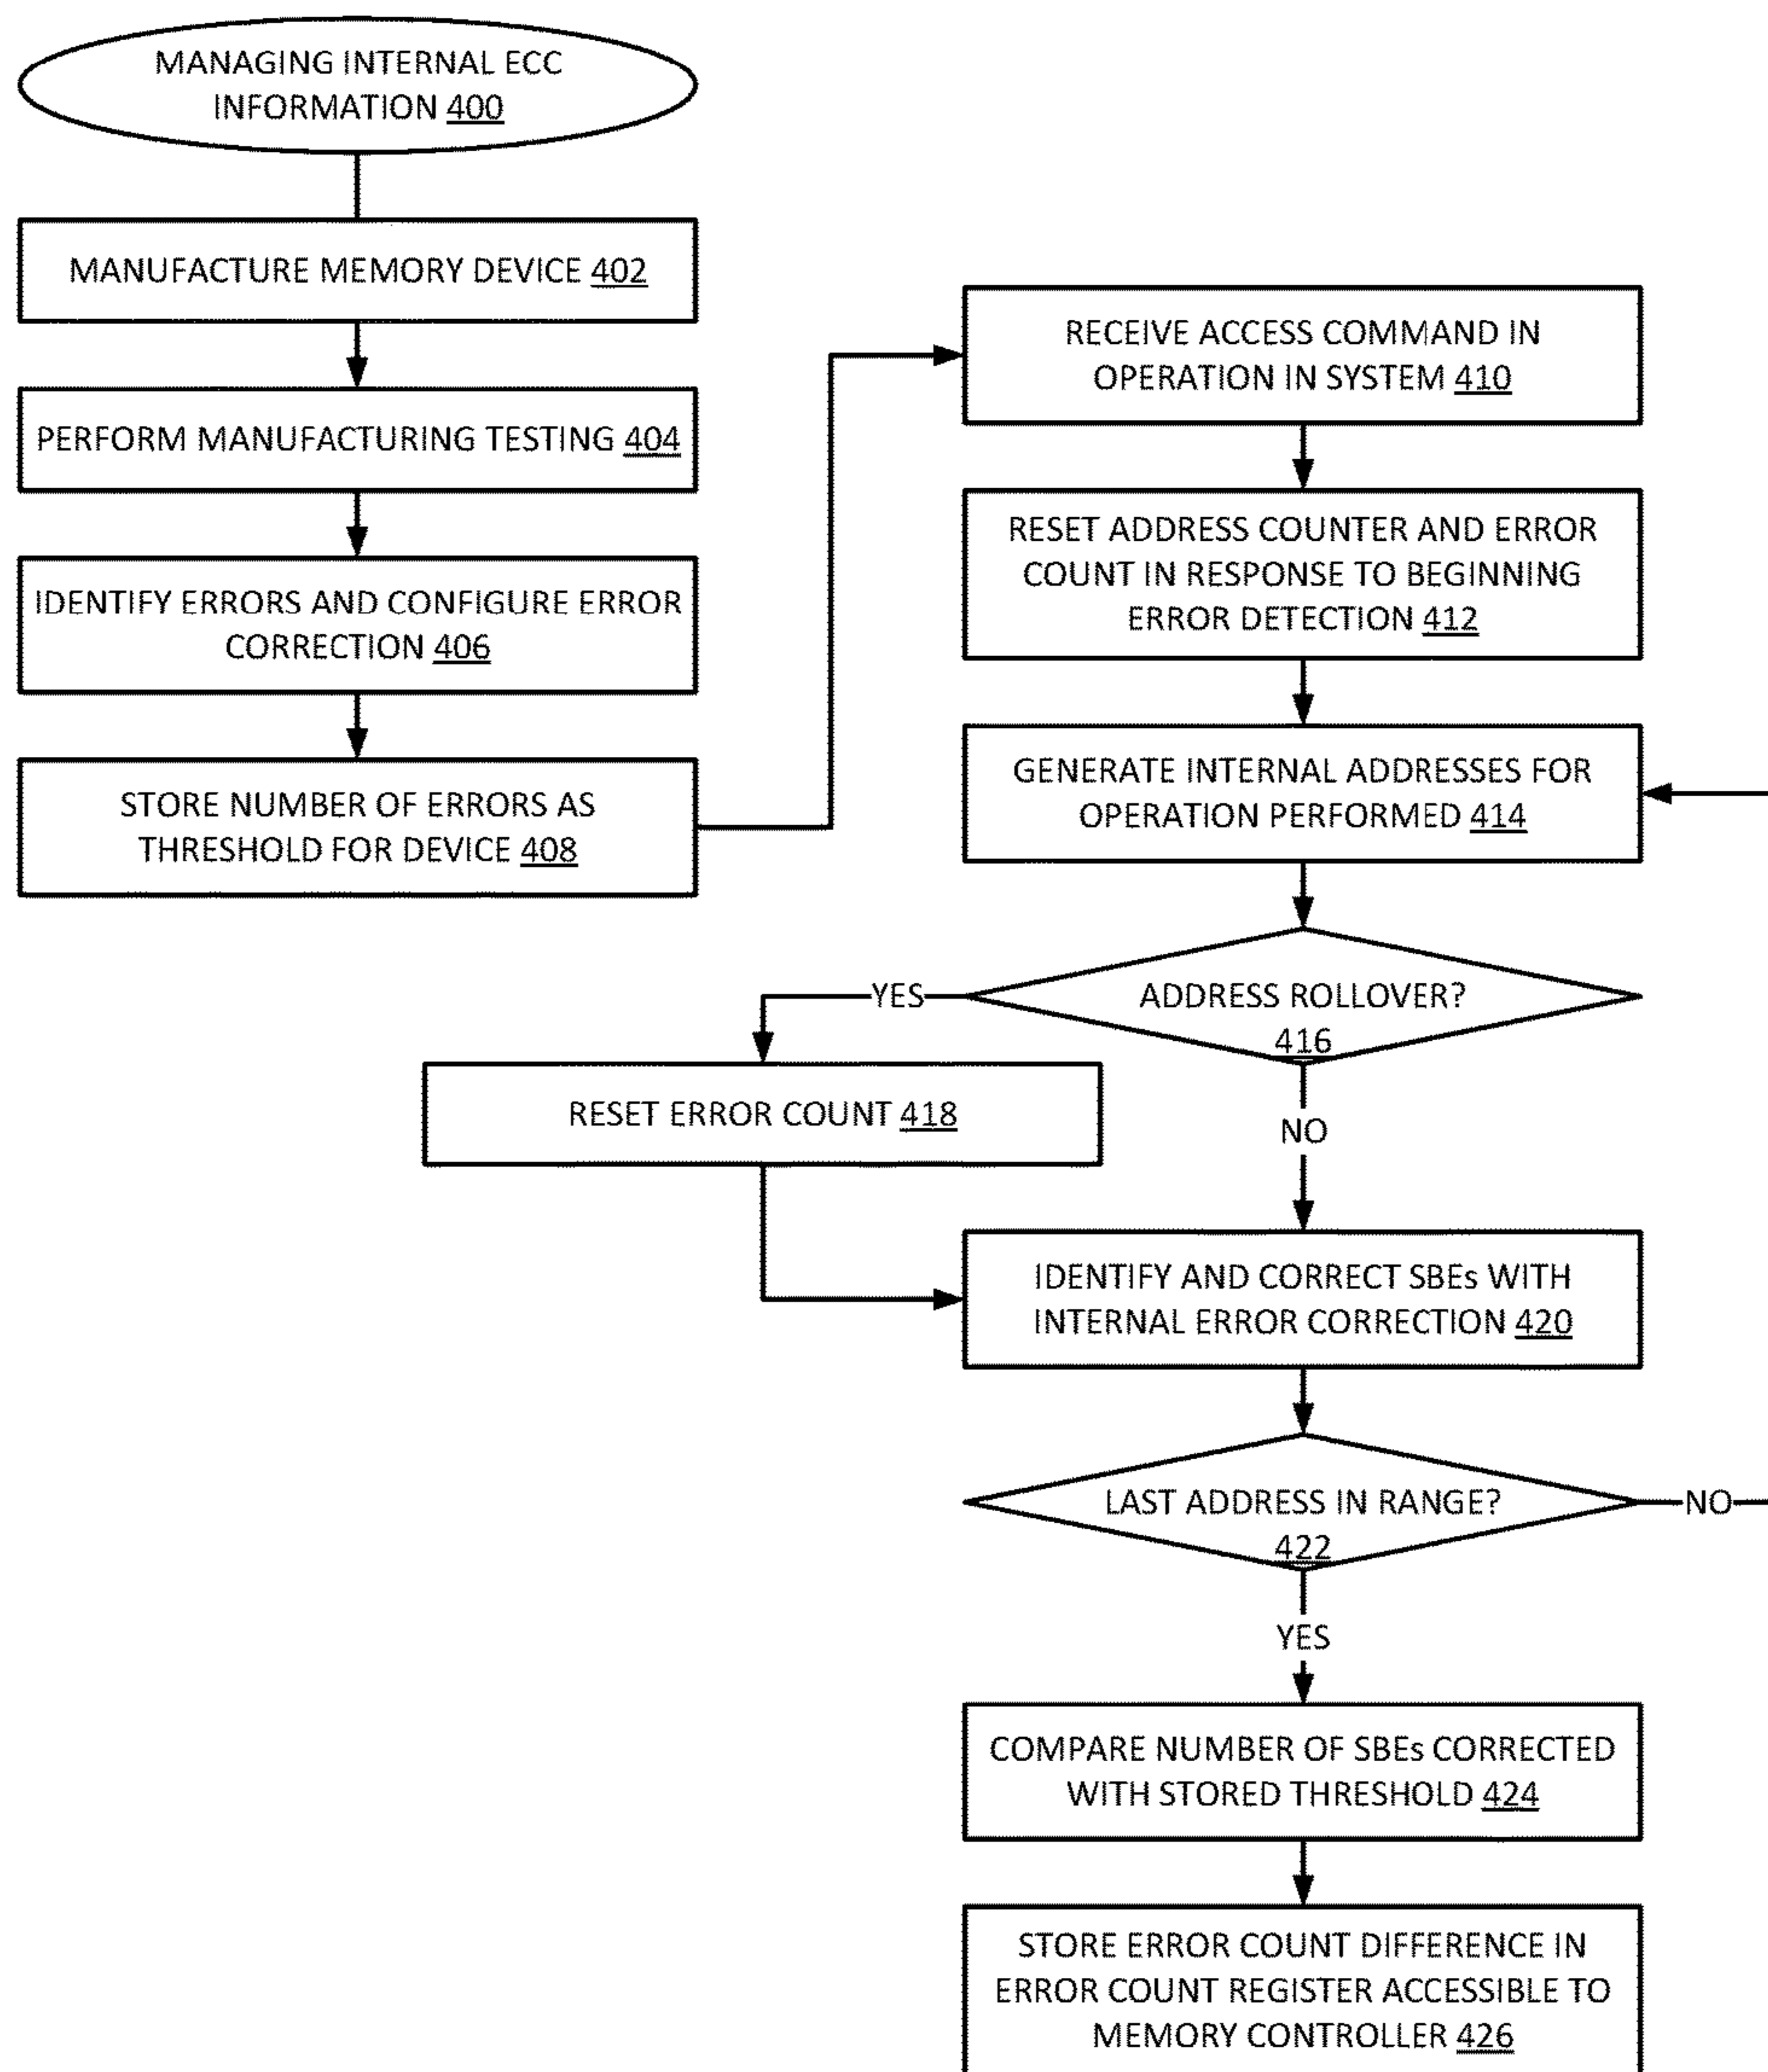 MANAGING INTERNAL ECC
INFORMATION 400
MANUFACTURE MEMORY DEVICE 402
PERFORM MANUFACTURING TESTING 404
IDENTIFY ERRORS AND CONFIGURE ERROR
CORRECTION 406
STORE NUMBER OF ERRORS AS
THRESHOLD FOR DEVICE 408
RECEIVE ACCESS COMMAND IN
OPERATION IN SYSTEM 410
RESET ADDRESS COUNTER AND ERROR
COUNT IN RESPONSE TO BEGINNING
ERROR DETECTION 412
GENERATE INTERNAL ADDRESSES FOR
OPERATION PERFORMED 414
ADDRESS ROLLOVER?
416
YES
RESET ERROR COUNT 418
NO
IDENTIFY AND CORRECT SBEs WITH
INTERNAL ERROR CORRECTION 420
LAST ADDRESS IN RANGE?
422
NO
YES
COMPARE NUMBER OF SBEs CORRECTED
WITH STORED THRESHOLD 424
STORE ERROR COUNT DIFFERENCE IN
ERROR COUNT REGISTER ACCESSIBLE TO
MEMORY CONTROLLER 426